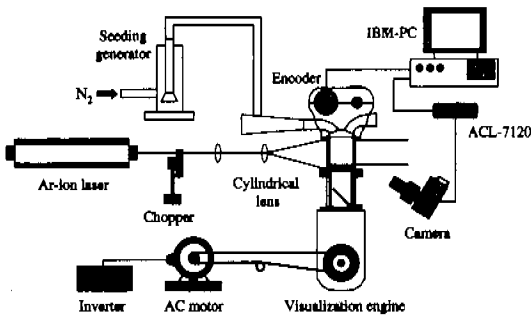 Seeding
generator
N2
IBM-PC
Encoder
ACL-7120
Ar-ion laser
Chopper
Cylindrical
lens
Camera
Inverter
AC motor
Visualization engine